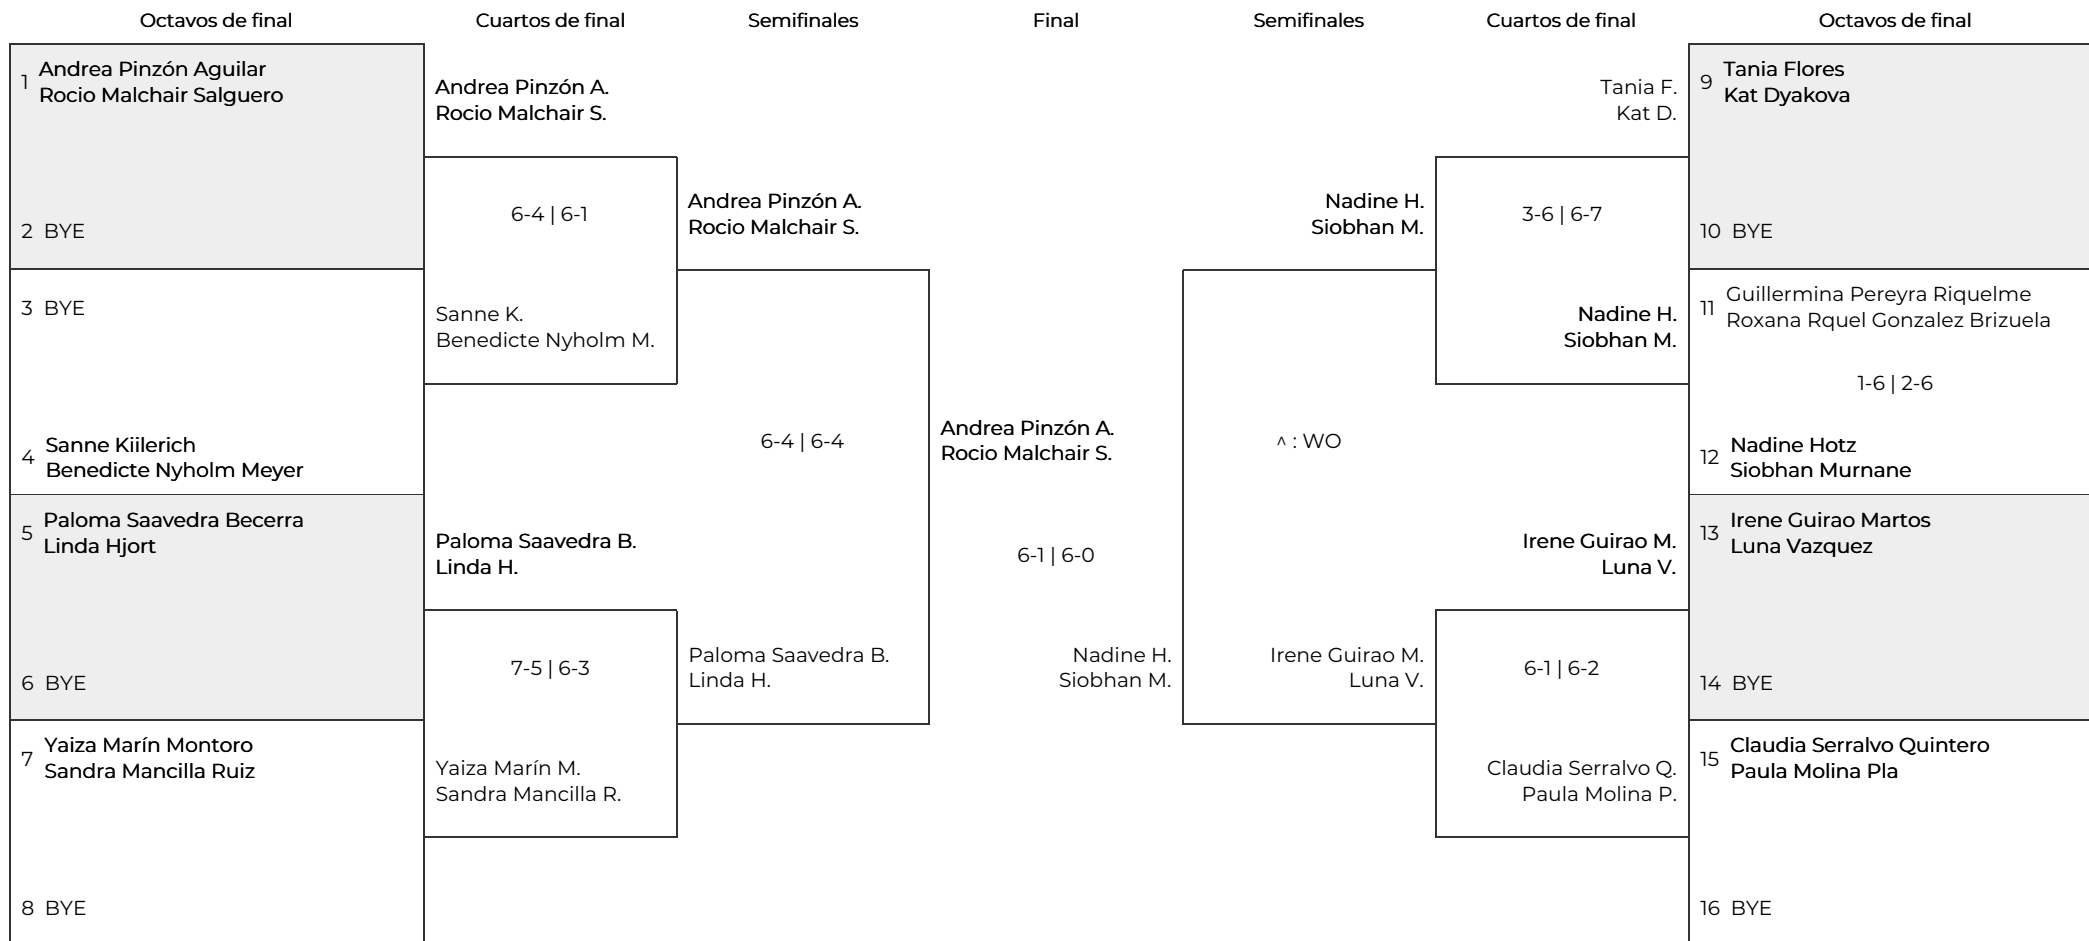 Octavos de final
Cuartos de final
Semifinales
Final
Semifinales
Cuartos de final
Octavos de final
1 Andrea Pinzón Aguilar
Rocio Malchair Salguero
2 BYE
3 BYE
4 Sanne Kiilerich
Benedicte Nyholm Meyer
5 Paloma Saavedra Becerra
Linda Hjort
6 BYE
7 Yaiza Marín Montoro
Sandra Mancilla Ruiz
8 BYE
Andrea Pinzón A.
Rocio Malchair S.
6-4 | 6-1
Sanne K.
Benedicte Nyholm M.
Paloma Saavedra B.
Linda H.
7-5 | 6-3
Yaiza Marín M.
Sandra Mancilla R.
Andrea Pinzón A.
Rocio Malchair S.
6-4 | 6-4
Paloma Saavedra B.
Linda H.
Andrea Pinzón A.
Rocio Malchair S.
6-1 | 6-0
Nadine H.
Siobhan M.
Nadine H.
Siobhan M.
^ : WO
Irene Guirao M.
Luna V.
Tania F.
Kat D.
3-6 | 6-7
Nadine H.
Siobhan M.
Irene Guirao M.
Luna V.
6-1 | 6-2
Claudia Serralvo Q.
Paula Molina P.
9 Tania Flores
Kat Dyakova
10 BYE
11 Guillermina Pereyra Riquelme
Roxana Rquel Gonzalez Brizuela
1-6 | 2-6
12 Nadine Hotz
Siobhan Murnane
13 Irene Guirao Martos
Luna Vazquez
14 BYE
15 Claudia Serralvo Quintero
Paula Molina Pla
16 BYE